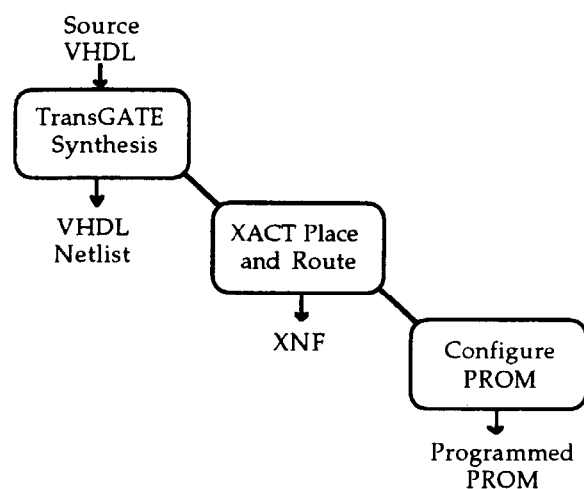 Source
VHDL
TransGATE
Synthesis
VHDL
Netlist
XACT Place
and Route
XNF
Configure
PROM
Programmed
PROM